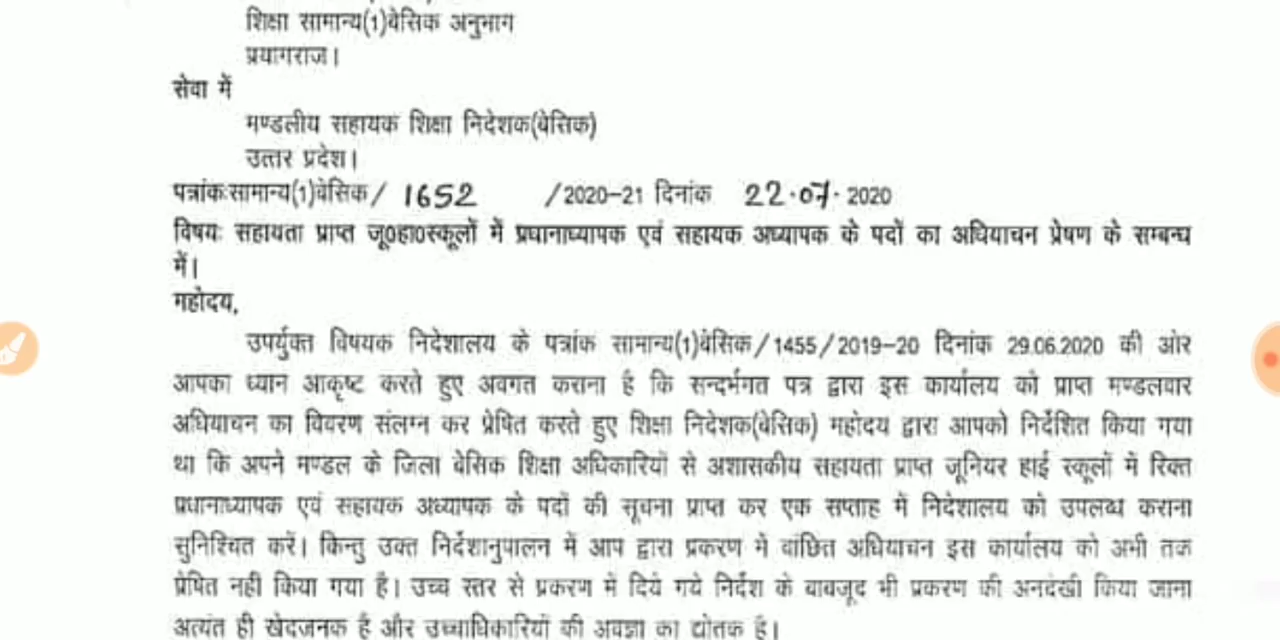 शिक्षा सामान्य(1)बेसिक अनुभाग
प्रयागराज।
सेवा में
मण्डलीय सहायक शिक्षा निदेशक(बेसिक)
उत्तर प्रदेश।
पत्रांक:सामान्य(1)बेसिक/ 1652 /2020-21 दिनांक 22.07.2020
विषय: सहायता प्राप्त जू0हा0स्कूलों में प्रधानाध्यापक एवं सहायक अध्यापक के पदों का अधियाचन प्रेषण के सम्बन्ध
में।
महोदय,
उपर्युक्त विषयक निदेशालय के पत्रांक सामान्य(1)बेसिक/1455/2019-20 दिनांक 29.06.2020 की ओर
आपका ध्यान आकृष्ट करते हुए अवगत कराना है कि सन्दर्भगत पत्र द्वारा इस कार्यालय को प्राप्त मण्डलवार
अधियाचन का विवरण संलग्न कर प्रेषित करते हुए शिक्षा निदेशक(बेसिक) महोदय द्वारा आपको निर्देशित किया गया
था कि अपने मण्डल के जिला बेसिक शिक्षा अधिकारियों से अशासकीय सहायता प्राप्त जूनियर हाई स्कूलों में रिक्त
प्रधानाध्यापक एवं सहायक अध्यापक के पदों की सूचना प्राप्त कर एक सप्ताह में निदेशालय को उपलब्ध कराना
सुनिश्चित करें। किन्तु उक्त निर्देशानुपालन में आप द्वारा प्रकरण में वांछित अधियाचन इस कार्यालय को अभी तक
प्रेषित नहीं किया गया है। उच्च स्तर से प्रकरण में दिये गये निर्देश के बावजूद भी प्रकरण की अनदेखी किया जाना
अत्यंत ही खेदजनक है और उच्चाधिकारियों की अवज्ञा का द्योतक है।